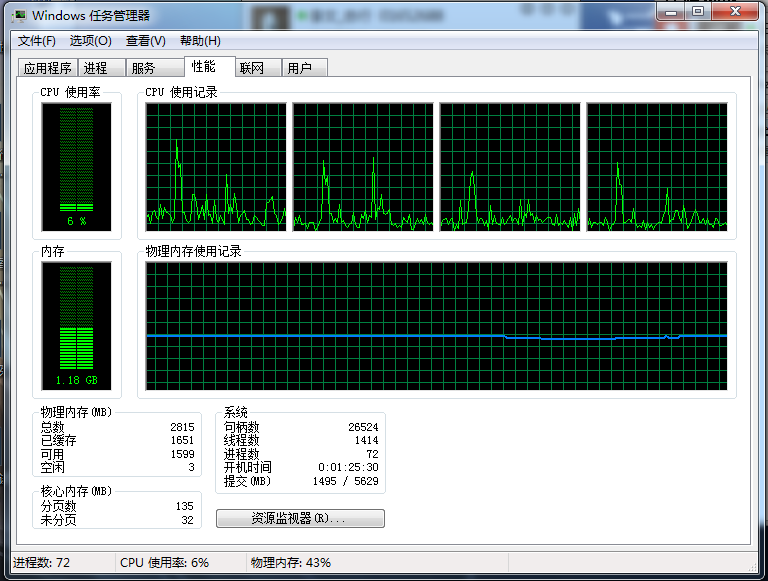 Windows 任务管理器
文件(F) 选项(O) 查看(V) 帮助(H)
应用程序 进程 服务 性能 联网 用户
CPU 使用率 CPU 使用记录
6 %
内存 物理内存使用记录
1.18 GB
物理内存(MB)
总数 2815
已缓存 1651
可用 1599
空闲 3
核心内存(MB)
分页数 135
未分页 32
系统
句柄数 26524
线程数 1414
进程数 72
开机时间 0:01:25:30
提交(MB) 1495 / 5629
资源监视器(R)...
进程数: 72 CPU 使用率: 6% 物理内存: 43%